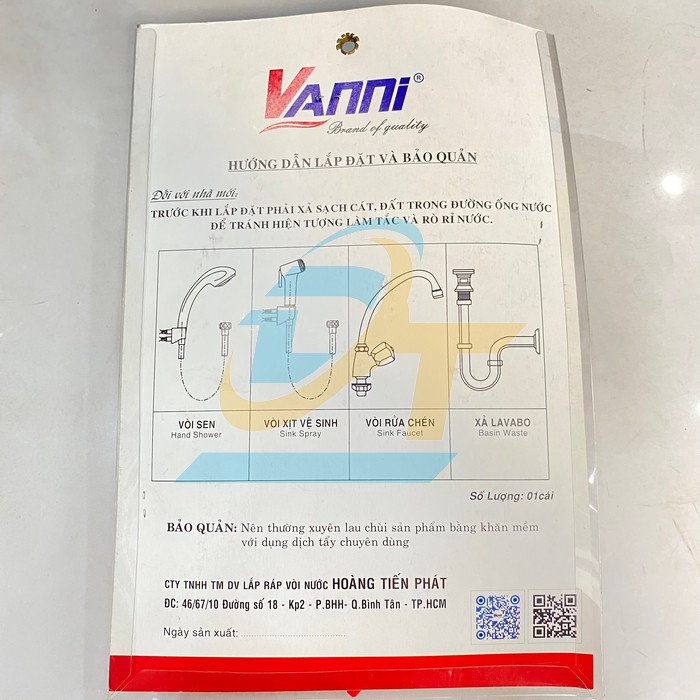 VANNI®
Brand of quality
HƯỚNG DẪN LẮP ĐẶT VÀ BẢO QUẢN
Đối với nhà mới:
TRƯỚC KHI LẮP ĐẶT PHẢI XẢ SẠCH CÁT, ĐẤT TRONG ĐƯỜNG ỐNG NƯỚC
ĐỂ TRÁNH HIỆN TƯỢNG LÀM TẮC VÀ RÒ RỈ NƯỚC.
VÒI SEN
Hand Shower
VÒI XỊT VỆ SINH
Sink Spray
VÒI RỬA CHÉN
Sink Faucet
XẢ LAVABO
Basin Waste
DT
Số Lượng: 01cái
BẢO QUẢN: Nên thường xuyên lau chùi sản phẩm bằng khăn mềm
với dung dịch tẩy chuyên dùng
CTY TNHH TM DV LẮP RÁP VÒI NƯỚC HOÀNG TIẾN PHÁT
ĐC: 46/67/10 Đường số 18 - Kp2 - P.BHH- Q.Bình Tân - TP.HCM
Ngày sản xuất: